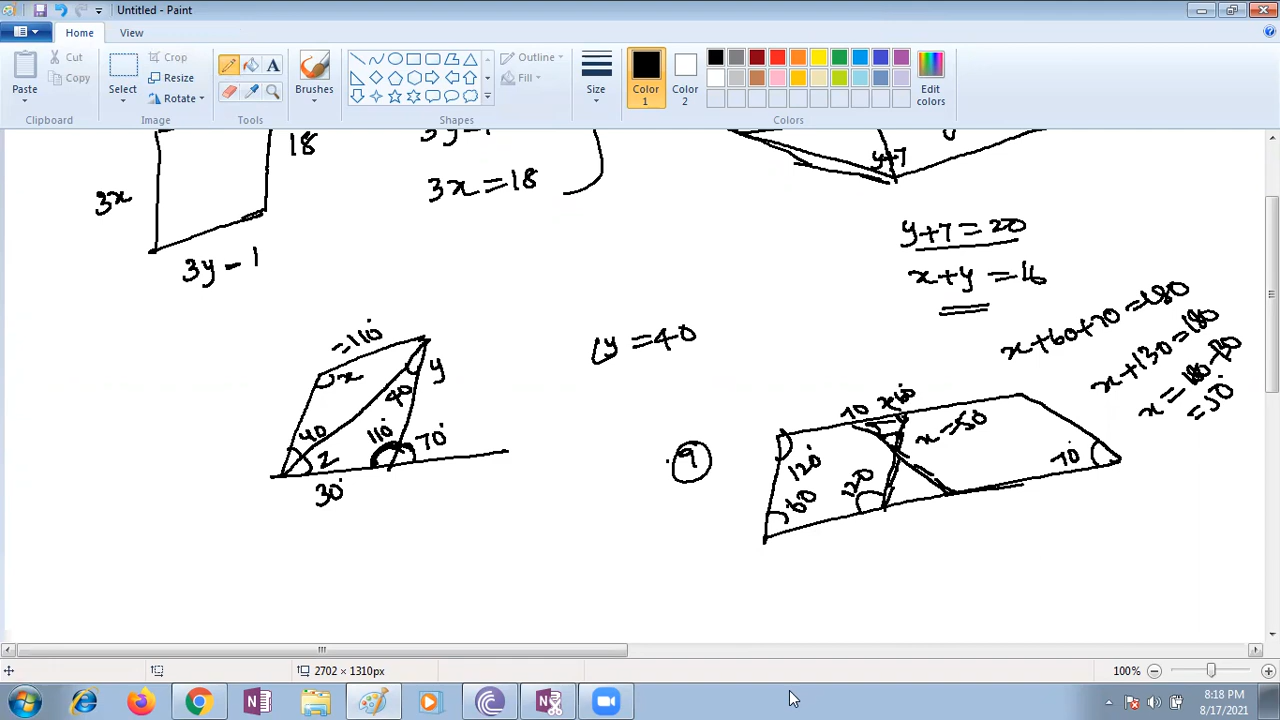 Untitled - Paint
Home View
Paste
Cut
Copy
Clipboard
Select
Crop
Resize
Rotate
Image
Tools
Brushes
Shapes
Outline
Fill
Size
Color 1
Color 2
Edit colors
Colors
3x
18
3y-1
3x=18
3y-1
y+7
y+7=20
x+y=16
=110°
x
y
40
40
z
110°
70°
30°
y=40
9
70
x
60°
x=50
120°
60
120
70°
x+60+70=180
x+130=180
=50°
2702 × 1310px
100%
8:18 PM
8/17/2021